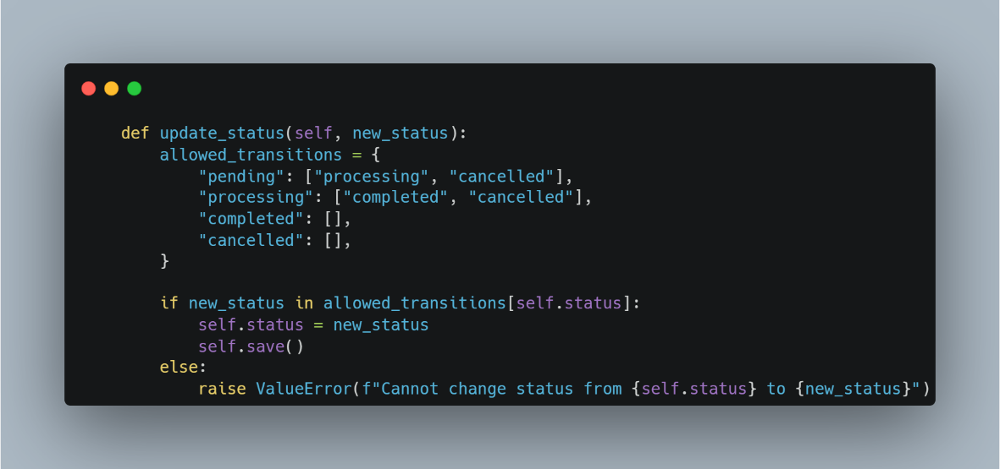 def update_status(self, new_status):
    allowed_transitions = {
        "pending": ["processing", "cancelled"],
        "processing": ["completed", "cancelled"],
        "completed": [],
        "cancelled": [],
    }

    if new_status in allowed_transitions[self.status]:
        self.status = new_status
        self.save()
    else:
        raise ValueError(f"Cannot change status from {self.status} to {new_status}")